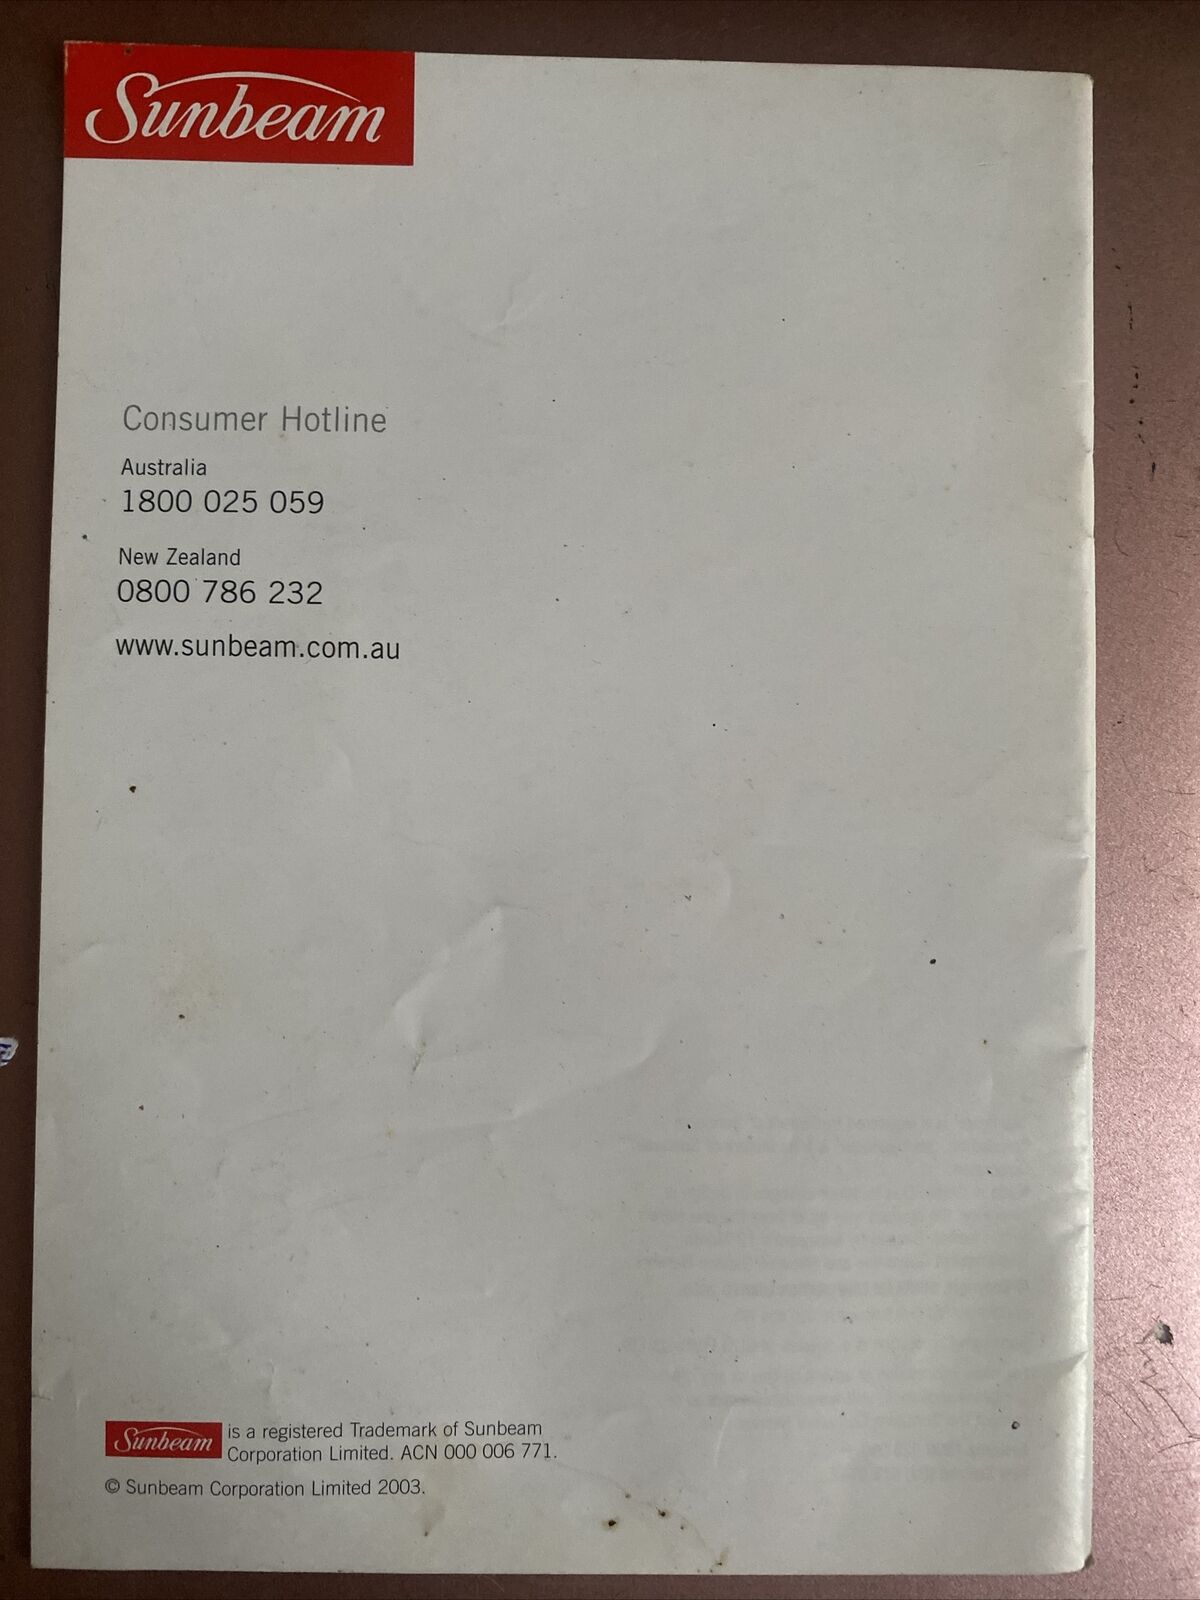 Sunbeam
Consumer Hotline
Australia
1800 025 059
New Zealand
0800 786 232
www.sunbeam.com.au
Sunbeam is a registered Trademark of Sunbeam
Corporation Limited. ACN 000 006 771.
© Sunbeam Corporation Limited 2003.